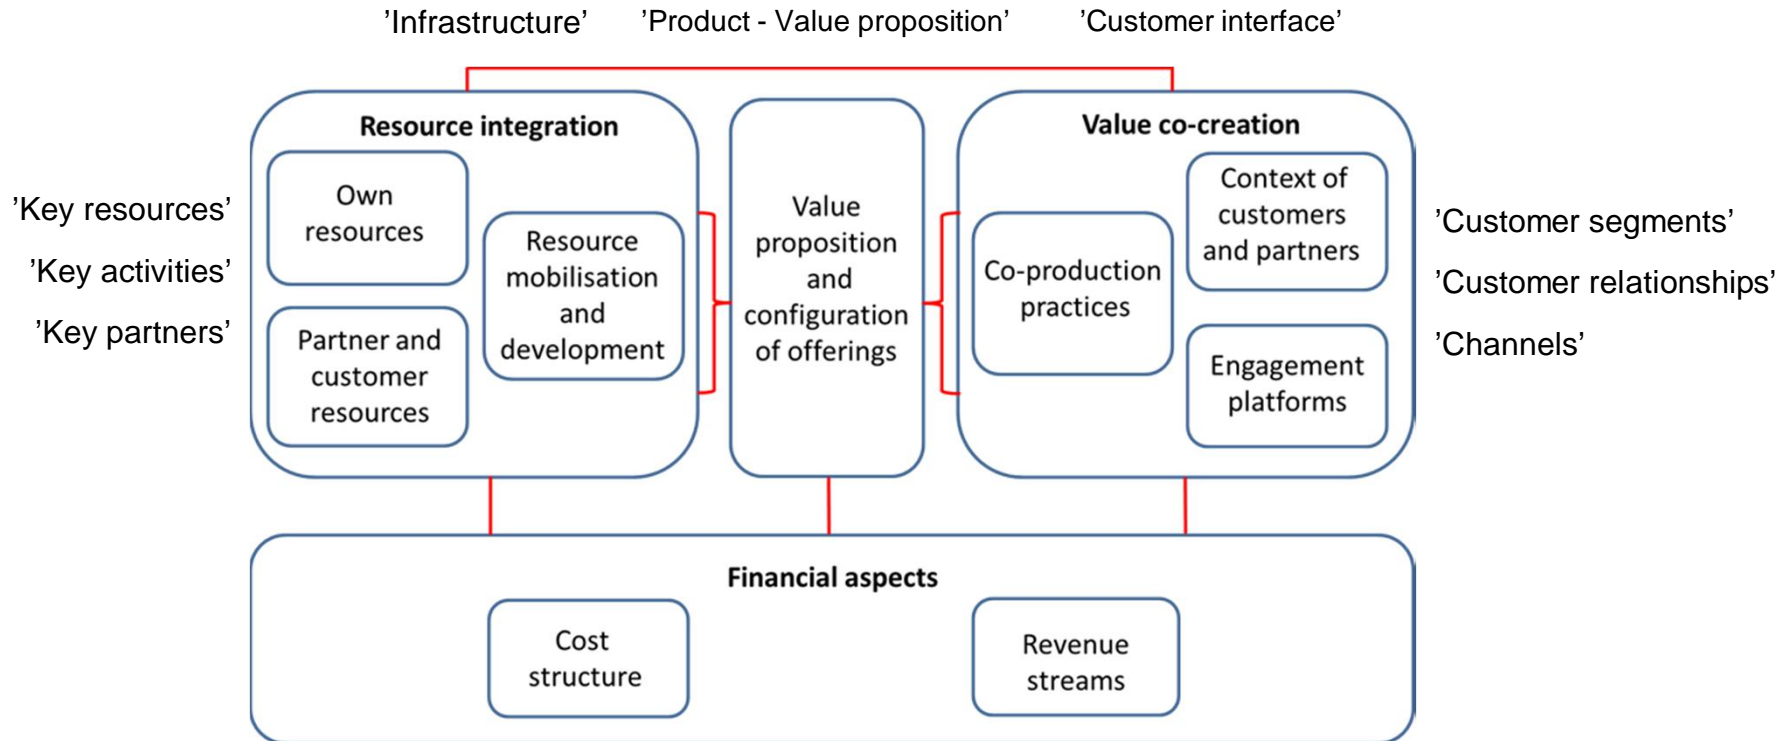 ’Infrastructure’
’Product - Value proposition’
’Customer interface’
Resource integration
Value co-creation
’Key resources’
’Key activities’
’Key partners’
Own
resources
Partner and
customer
resources
Resource
mobilisation
and
development
Value
proposition
and
configuration
of offerings
Co-production
practices
Context of
customers
and partners
Engagement
platforms
’Customer segments’
’Customer relationships’
’Channels’
Financial aspects
Cost
structure
Revenue
streams